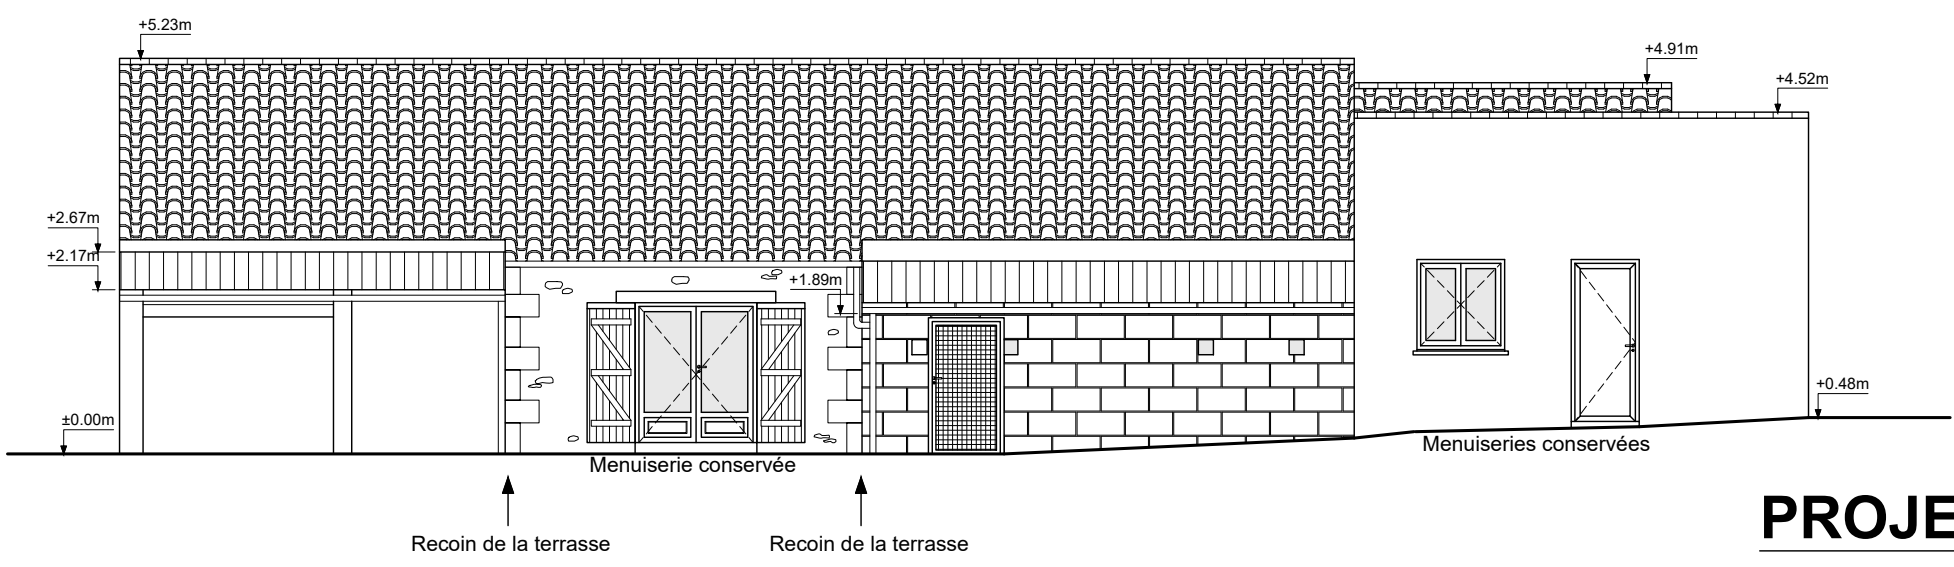 +5.23m
+4.91m
+4.52m
+2.67m
+2.17m
+1.89m
+0.48m
±0.00m
Menuiseries conservées
Menuiserie conservée
Recoin de la terrasse
Recoin de la terrasse
PROJE